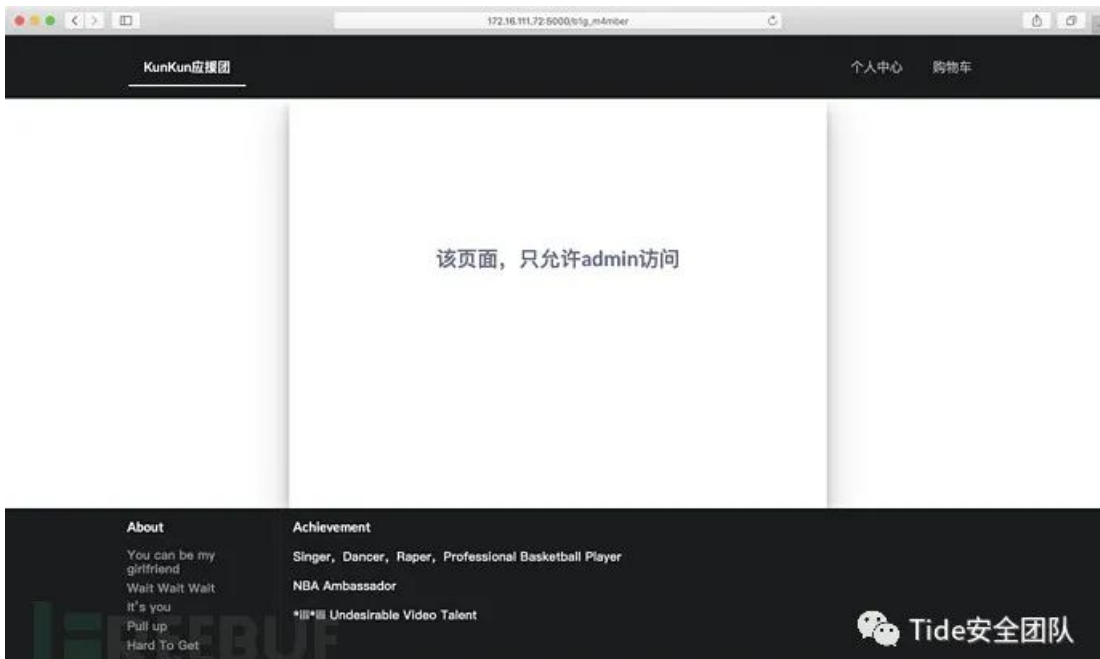 172.16.111.72:5000/b1g_m4mber
KunKun应援团
个人中心 购物车
该页面，只允许admin访问
About
You can be my
girlfriend
Wait Wait Wait
It's you
Pull up
Hard To Get
Achievement
Singer, Dancer, Raper, Professional Basketball Player
NBA Ambassador
Undesirable Video Talent
REEBUF
Tide安全团队